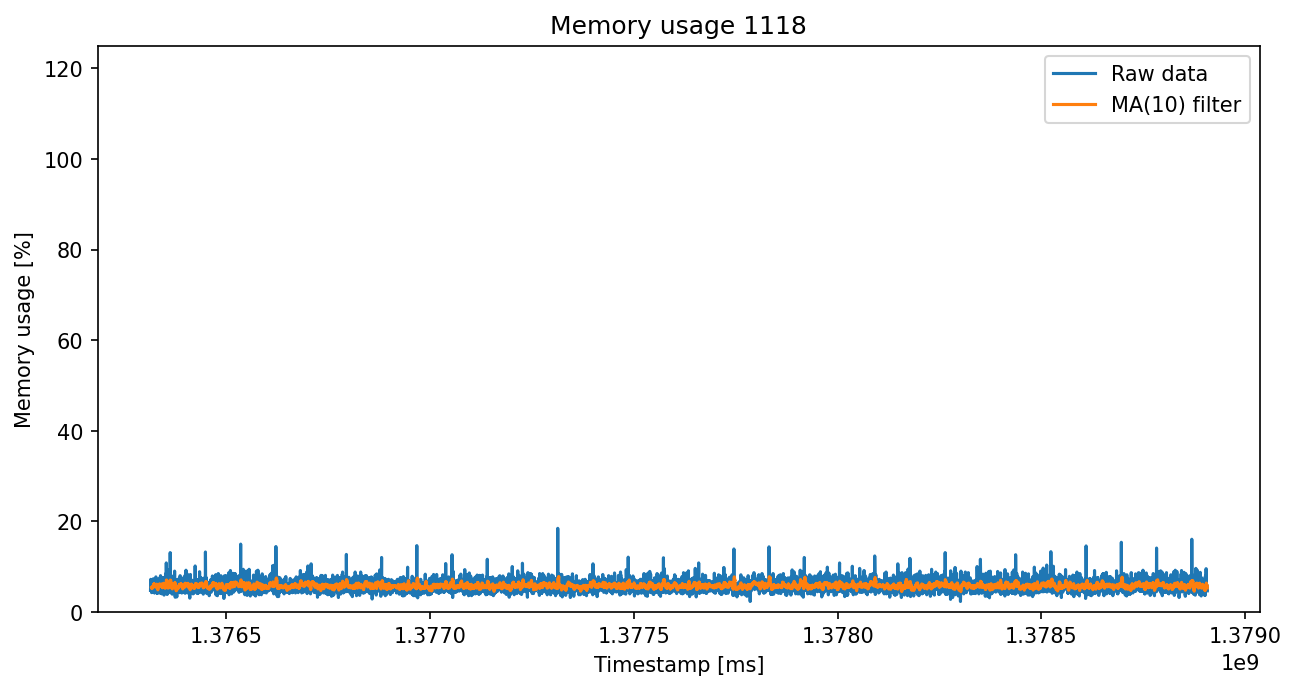 Memory usage 1118
Raw data
MA(10) filter
Memory usage [%]
120
100
80
60
40
20
0
1.3765 1.3770 1.3775 1.3780 1.3785 1.3790
1e9
Timestamp [ms]